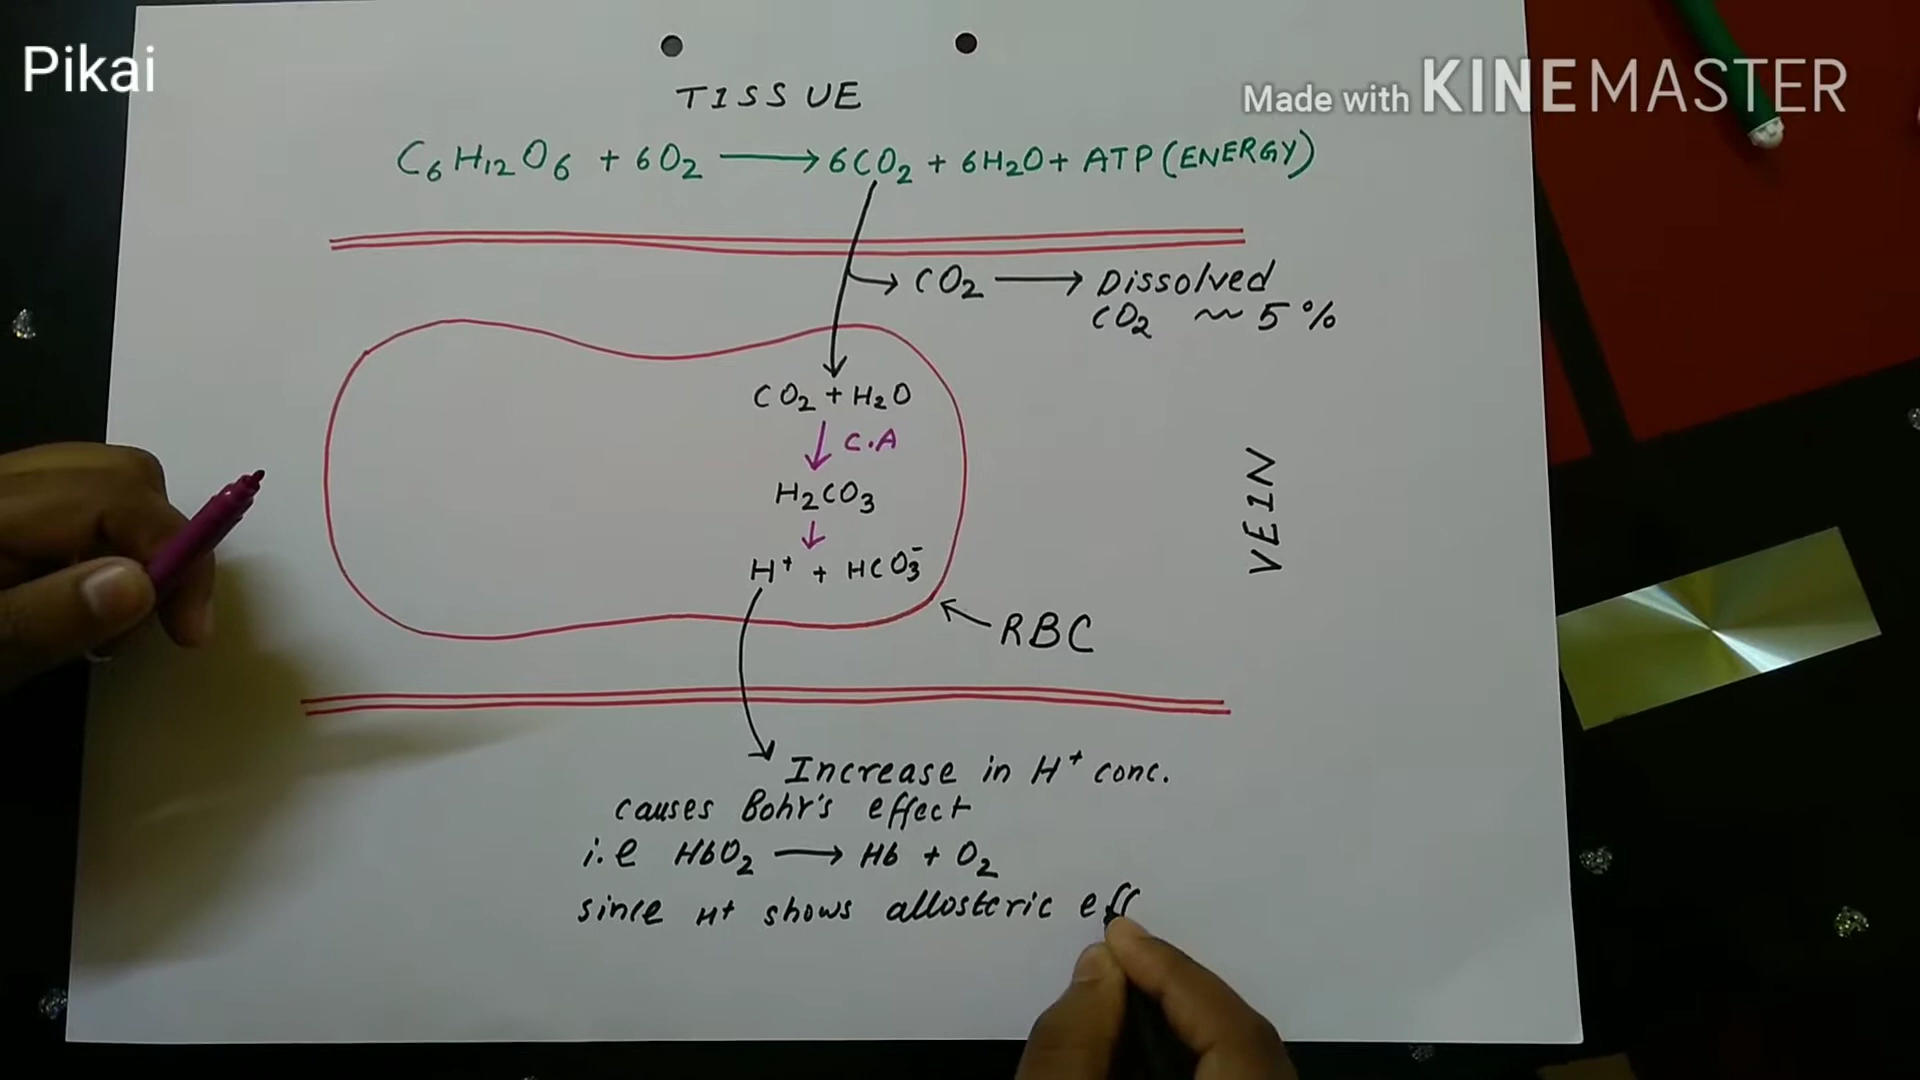 Pikai
Made with KINEMASTER
TISSUE
C6H12O6 + 6O2 ⟶ 6CO2 + 6H2O + ATP (ENERGY)
CO2 ⟶ Dissolved
CO2 ~ 5%
CO2 + H2O
↓ C.A
H2CO3
↓
H+ + HCO3-
RBC
VEIN
Increase in H+ conc.
causes Bohr's effect
i.e HbO2 ⟶ Hb + O2
since H+ shows allosteric eff